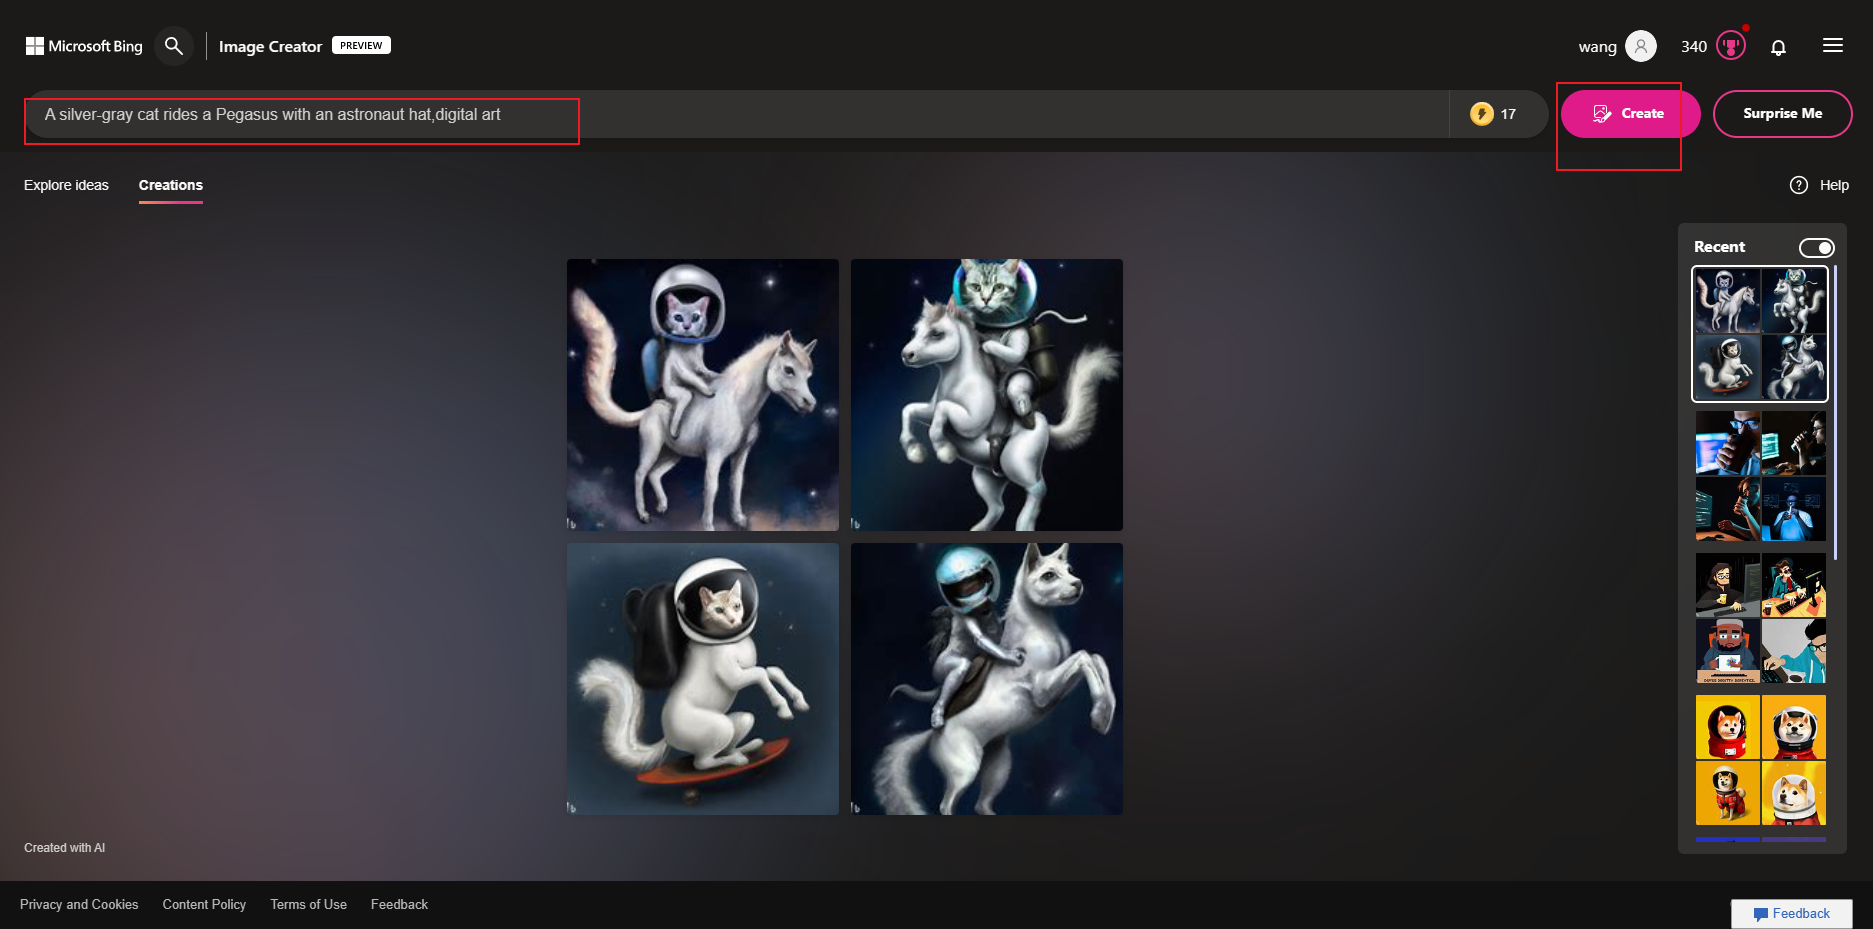 Microsoft Bing
Image Creator
PREVIEW
wang
340
A silver-gray cat rides a Pegasus with an astronaut hat,digital art
17
Create
Surprise Me
Explore ideas
Creations
Help
Recent
Created with AI
Privacy and Cookies
Content Policy
Terms of Use
Feedback
Feedback